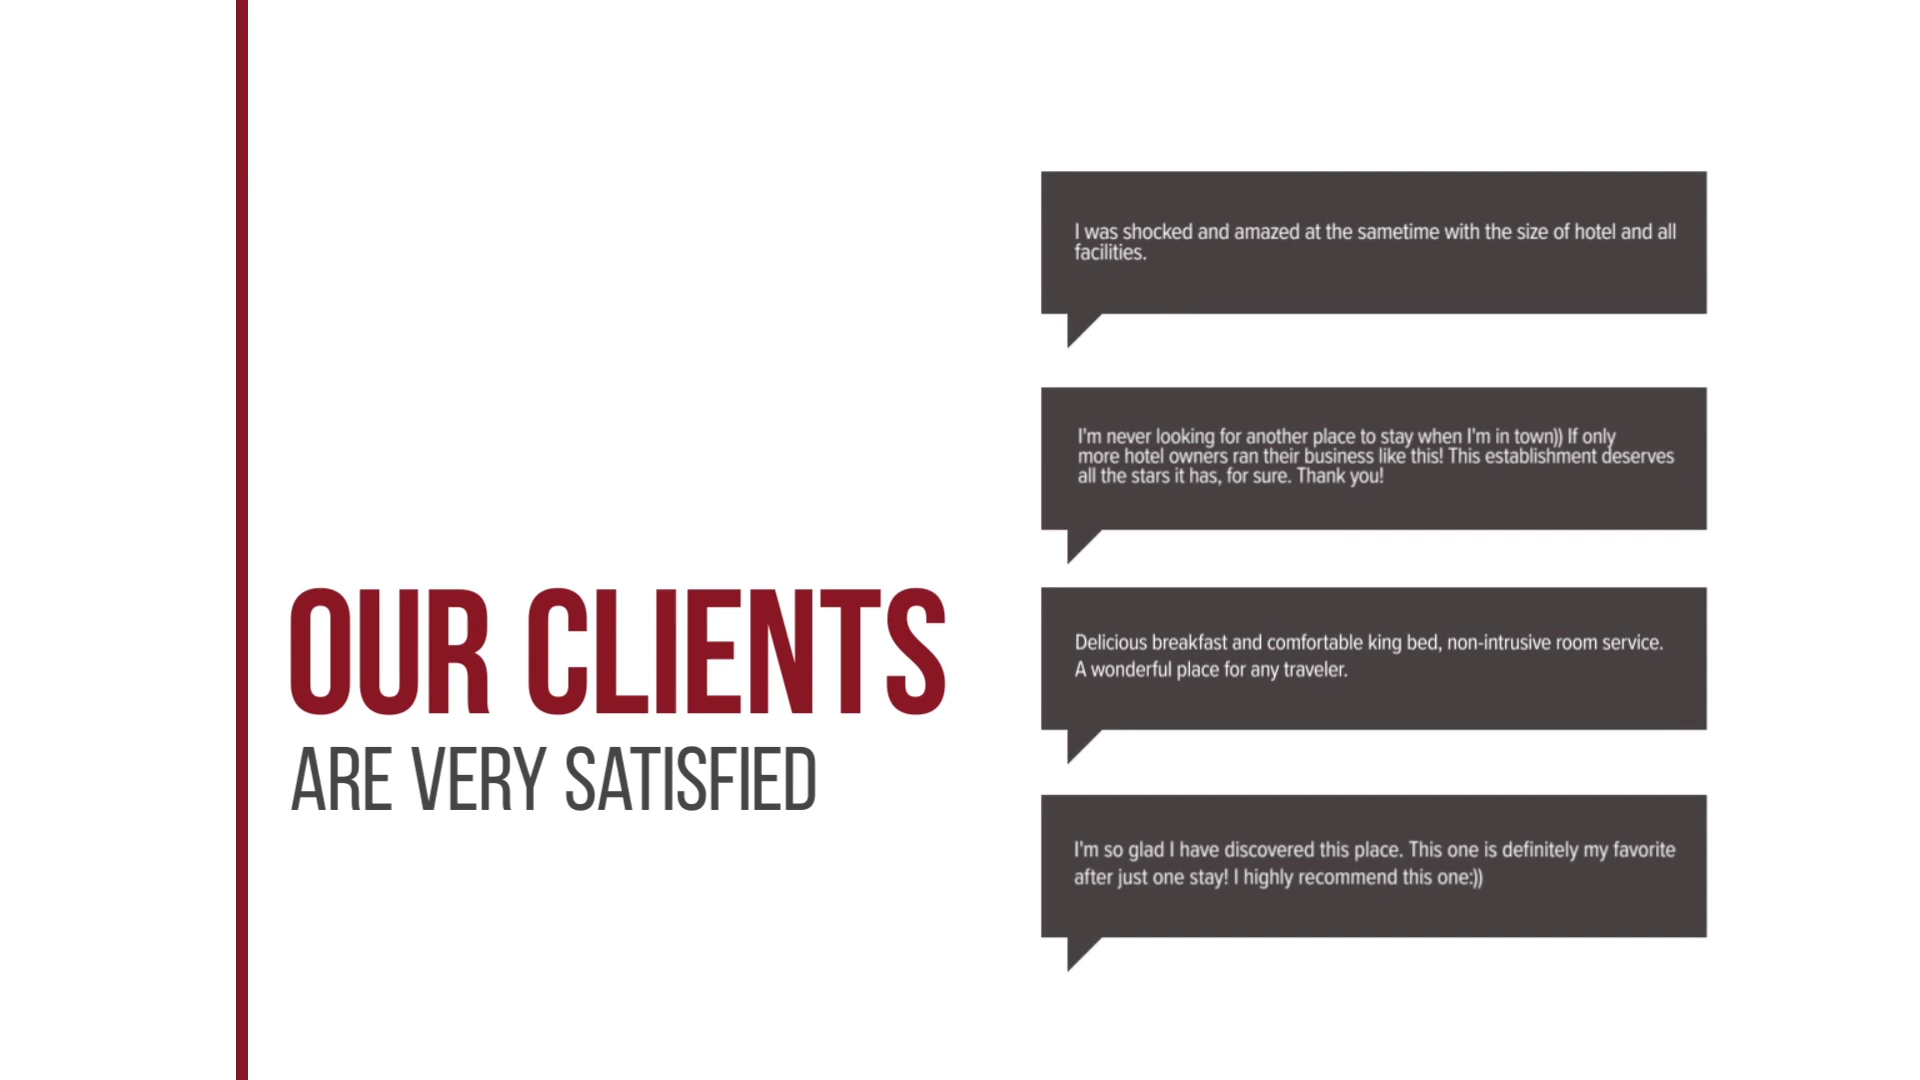 OUR CLIENTS
ARE VERY SATISFIED
I was shocked and amazed at the sametime with the size of hotel and all
facilities.
I'm never looking for another place to stay when I'm in town)) If only
more hotel owners ran their business like this! This establishment deserves
all the stars it has, for sure. Thank you!
Delicious breakfast and comfortable king bed, non-intrusive room service.
A wonderful place for any traveler.
I'm so glad I have discovered this place. This one is definitely my favorite
after just one stay! I highly recommend this one:))